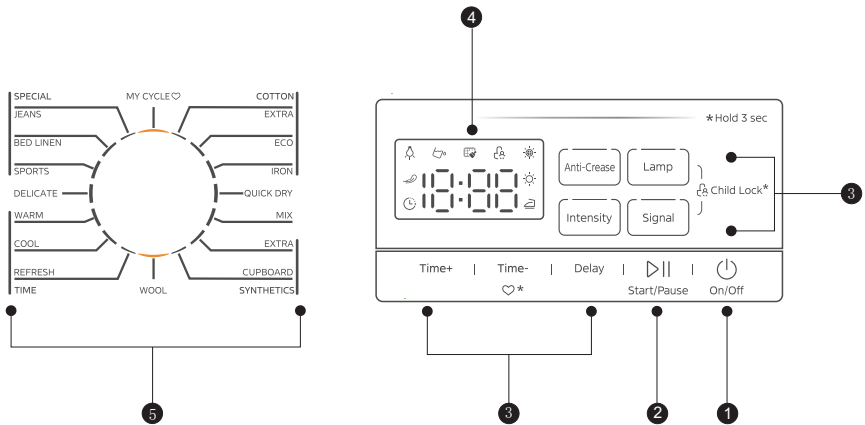 4
SPECIAL
MY CYCLE♡
COTTON
JEANS
EXTRA
BED LINEN
ECO
SPORTS
IRON
DELICATE
QUICK DRY
WARM
MIX
COOL
EXTRA
REFRESH
CUPBOARD
TIME
WOOL
SYNTHETICS
5
*Hold 3 sec
18:88
Anti-Crease
Lamp
Intensity
Signal
Child Lock*
3
Time+ | Time- | Delay | |
♡*
Start/Pause
On/Off
3
2
1